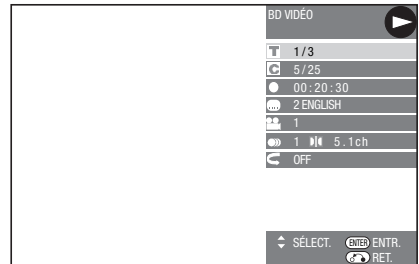 BD VIDÉO
T 1/3
C 5/25
00:20:30
2 ENGLISH
1
1 5.1ch
OFF
SÉLECT. ENTER ENTR.
RET.